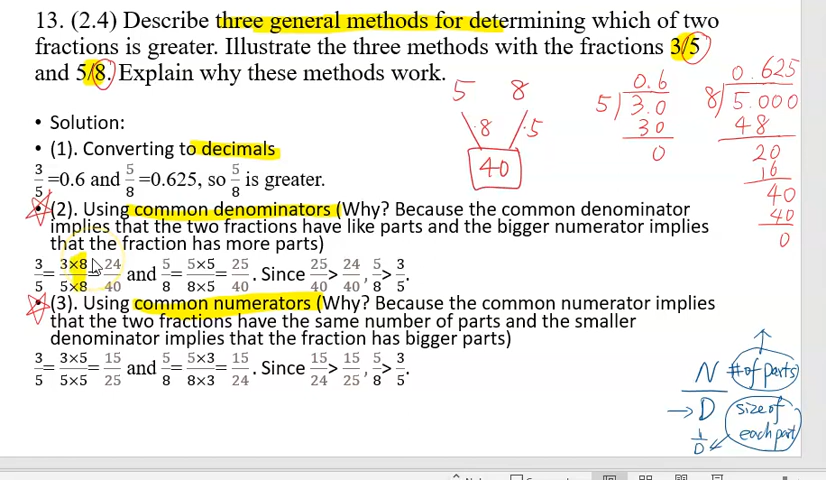 13. (2.4) Describe three general methods for determining which of two
fractions is greater. Illustrate the three methods with the fractions 3/5
and 5/8. Explain why these methods work.
• Solution:
• (1). Converting to decimals
3/5=0.6 and 5/8=0.625, so 5/8 is greater.
• (2). Using common denominators (Why? Because the common denominator
implies that the two fractions have like parts and the bigger numerator implies
that the fraction has more parts)
3/5=3×8/5×8=24/40 and 5/8=5×5/8×5=25/40. Since 25/40>24/40, 5/8>3/5.
• (3). Using common numerators (Why? Because the common numerator implies
that the two fractions have the same number of parts and the smaller
denominator implies that the fraction has bigger parts)
3/5=3×5/5×5=15/25 and 5/8=5×3/8×3=15/24. Since 15/24>15/25, 5/8>3/5.
5 8
·8 ·5
40
0.6
5)3.0
30
0
0.625
8)5.000
48
20
16
40
40
0
N # of parts
→ D size of
each part
1/D